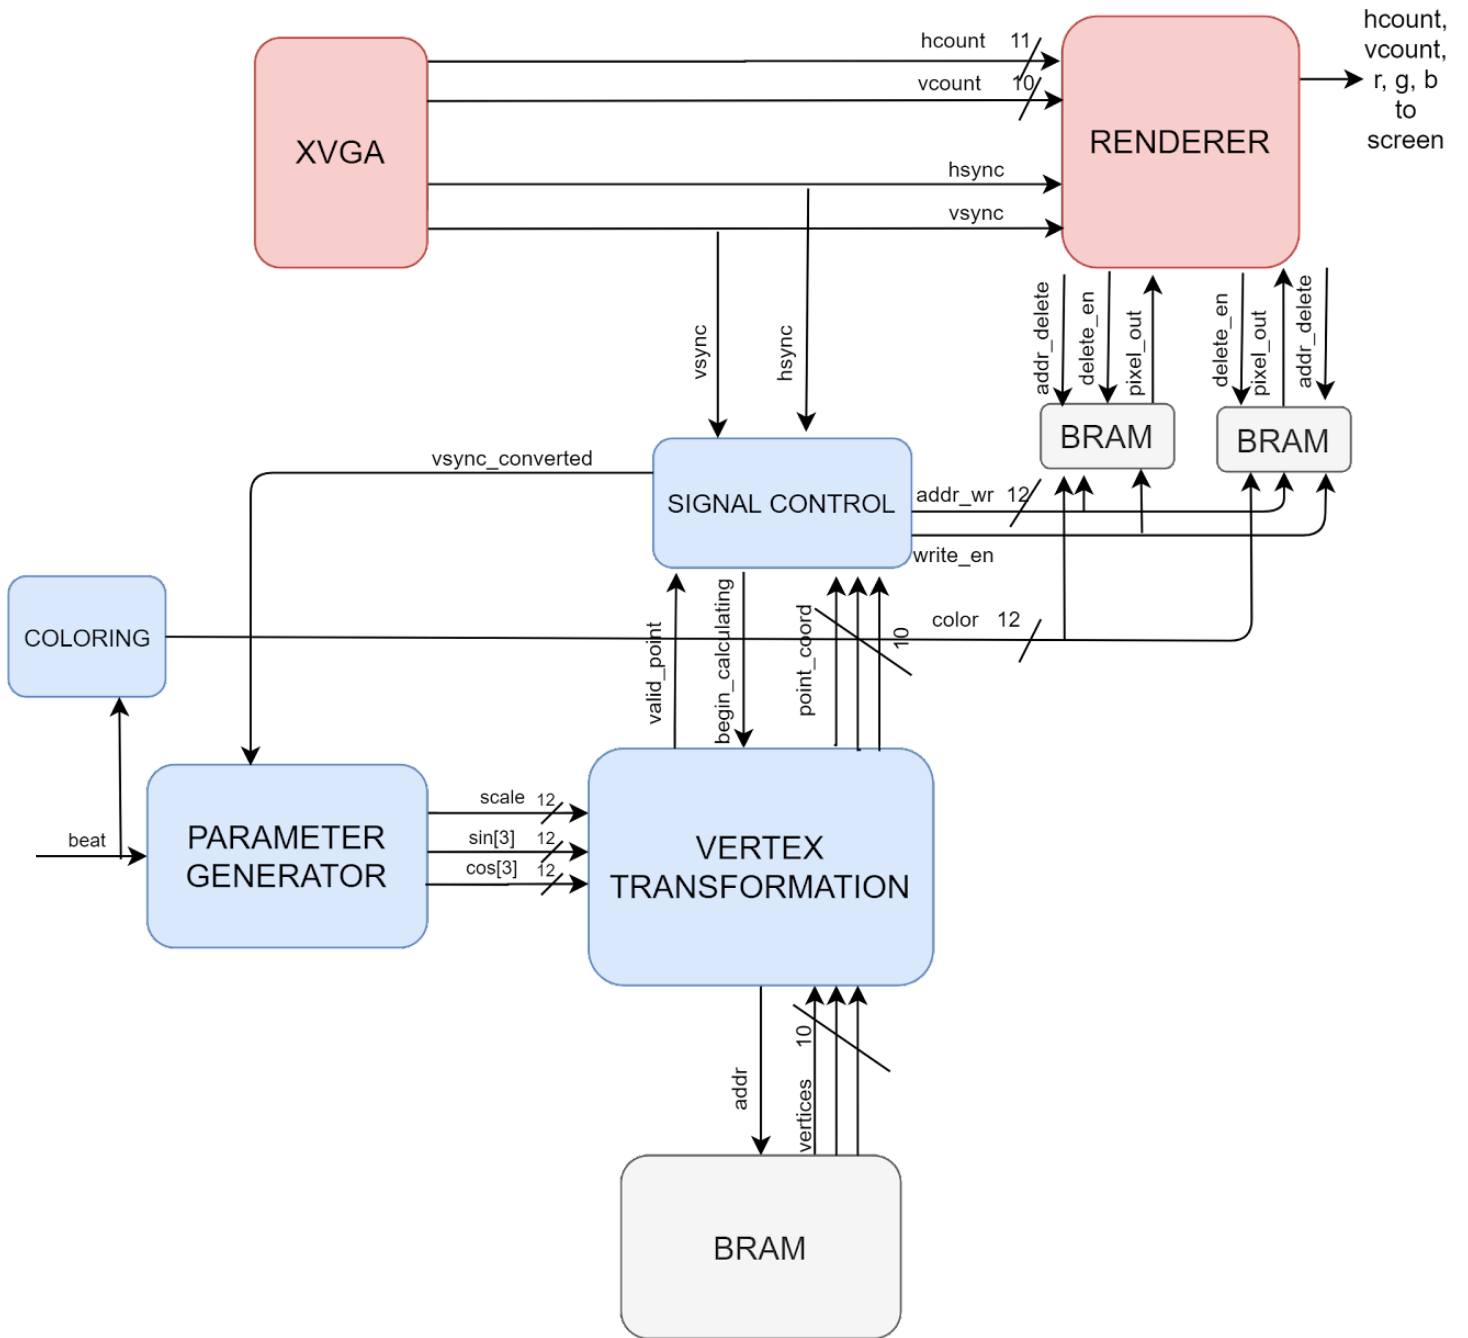 hcount,
vcount,
r, g, b
to
screen
hcount 11
vcount 10
XVGA
RENDERER
hsync
vsync
vsync
hsync
addr_delete
delete_en
pixel_out
delete_en
pixel_out
addr_delete
BRAM
BRAM
vsync_converted
SIGNAL CONTROL
addr_wr 12
write_en
COLORING
valid_point
begin_calculating
point_coord
10
color 12
beat
PARAMETER
GENERATOR
scale 12
sin[3] 12
cos[3] 12
VERTEX
TRANSFORMATION
addr
vertices 10
BRAM